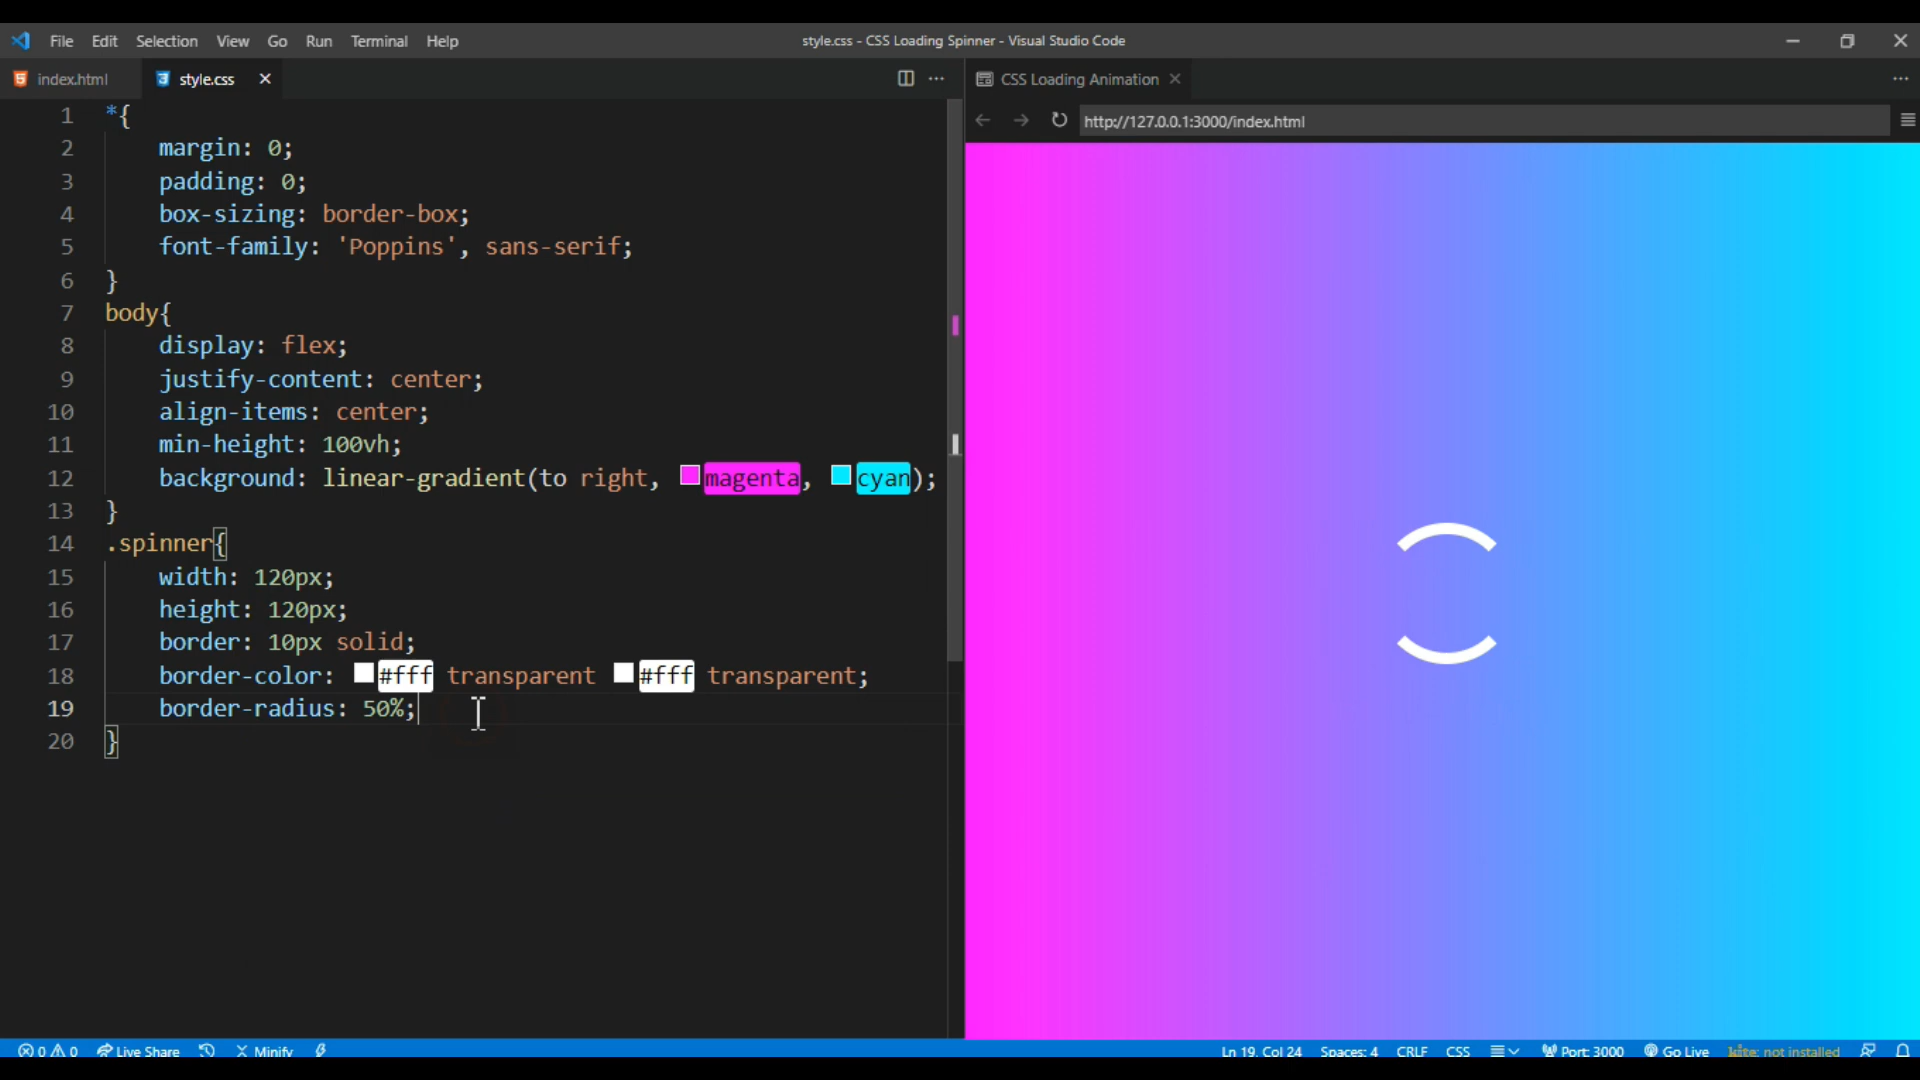 File Edit Selection View Go Run Terminal Help
style.css - CSS Loading Spinner - Visual Studio Code
index.html
style.css
CSS Loading Animation
http://127.0.0.1:3000/index.html
1 *{
2 margin: 0;
3 padding: 0;
4 box-sizing: border-box;
5 font-family: 'Poppins', sans-serif;
6 }
7 body{
8 display: flex;
9 justify-content: center;
10 align-items: center;
11 min-height: 100vh;
12 background: linear-gradient(to right, magenta, cyan);
13 }
14 .spinner{
15 width: 120px;
16 height: 120px;
17 border: 10px solid;
18 border-color: #fff transparent #fff transparent;
19 border-radius: 50%;
20 }
0 0 Live Share Minify
Ln 19, Col 24 Spaces: 4 CRLF CSS Port: 3000 Go Live kite: not installed